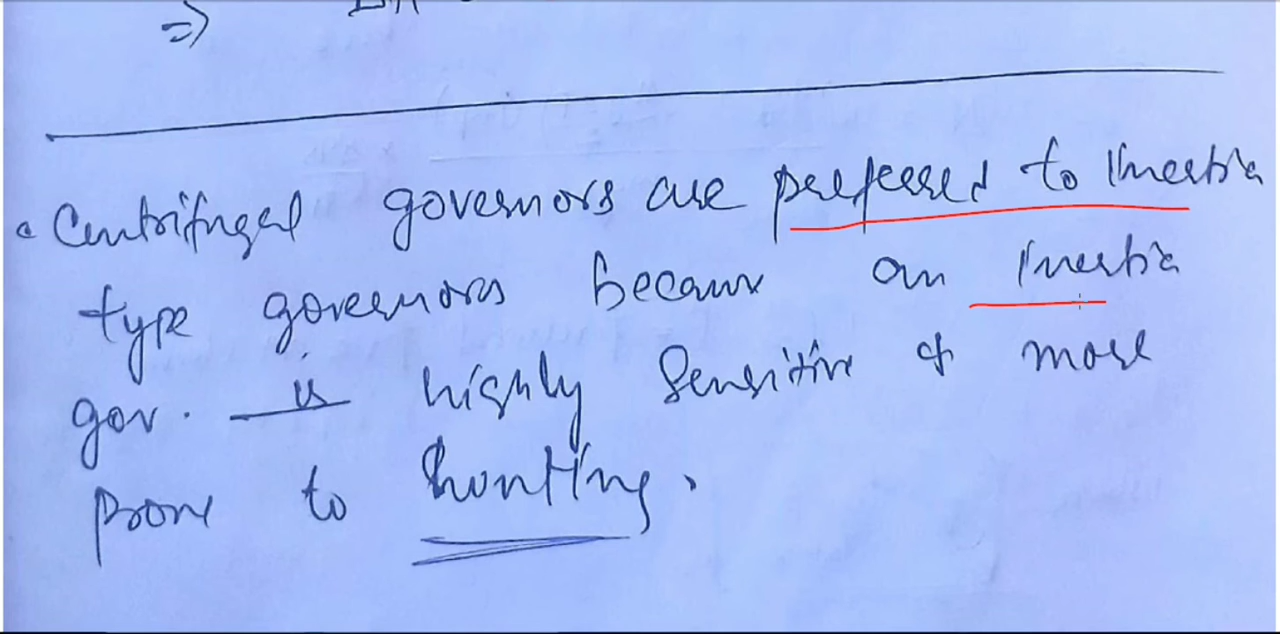 =>
• Centrifugal governors are preferred to Inertia
type governors because an Inertia
gov. is highly sensitive & more
prone to hunting.